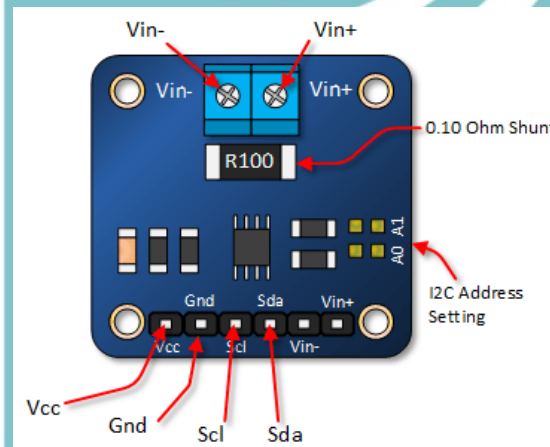 Vin-
Vin+
Vin-
Vin+
0.10 Ohm Shunt
R100
A1
A0
I2C Address
Setting
Gnd
Sda
Vin+
Vcc
Scl
Vin-
Vcc
Gnd
Scl
Sda